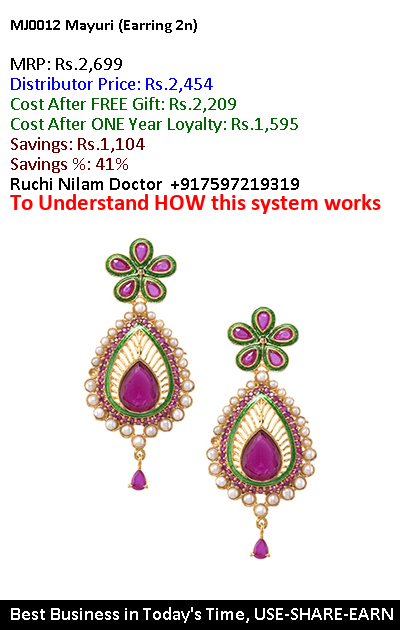 MJ0012 Mayuri (Earring 2n)
MRP: Rs.2,699
Distributor Price: Rs.2,454
Cost After FREE Gift: Rs.2,209
Cost After ONE Year Loyalty: Rs.1,595
Savings: Rs.1,104
Savings %: 41%
Ruchi Nilam Doctor +917597219319
To Understand HOW this system works
Best Business in Today's Time, USE-SHARE-EARN